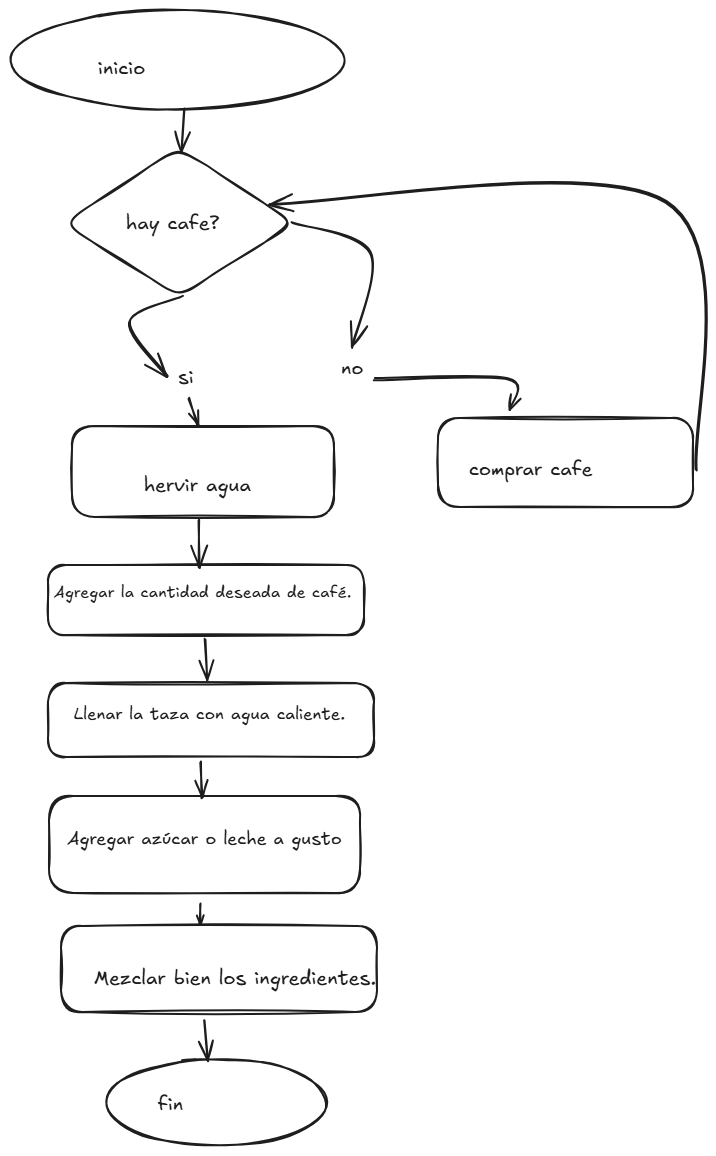 inicio
hay cafe?
si
no
hervir agua
comprar cafe
Agregar la cantidad deseada de café.
Llenar la taza con agua caliente.
Agregar azúcar o leche a gusto
Mezclar bien los ingredientes.
fin